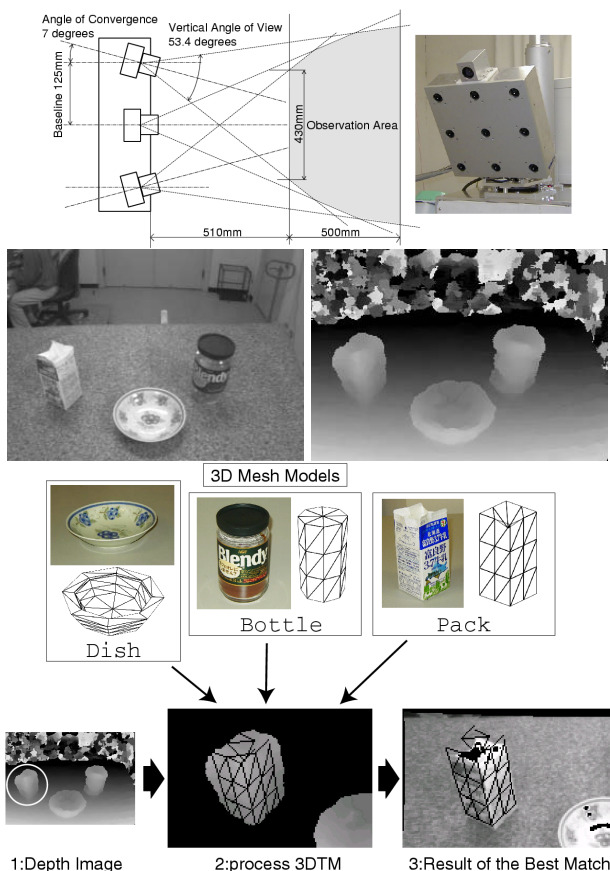 Angle of Convergence
7 degrees
Vertical Angle of View
53.4 degrees
Baseline 125mm
430mm
Observation Area
510mm
500mm
Blendy
3D Mesh Models
Blendy
Dish
Bottle
Pack
1:Depth Image
2:process 3DTM
3:Result of the Best Match